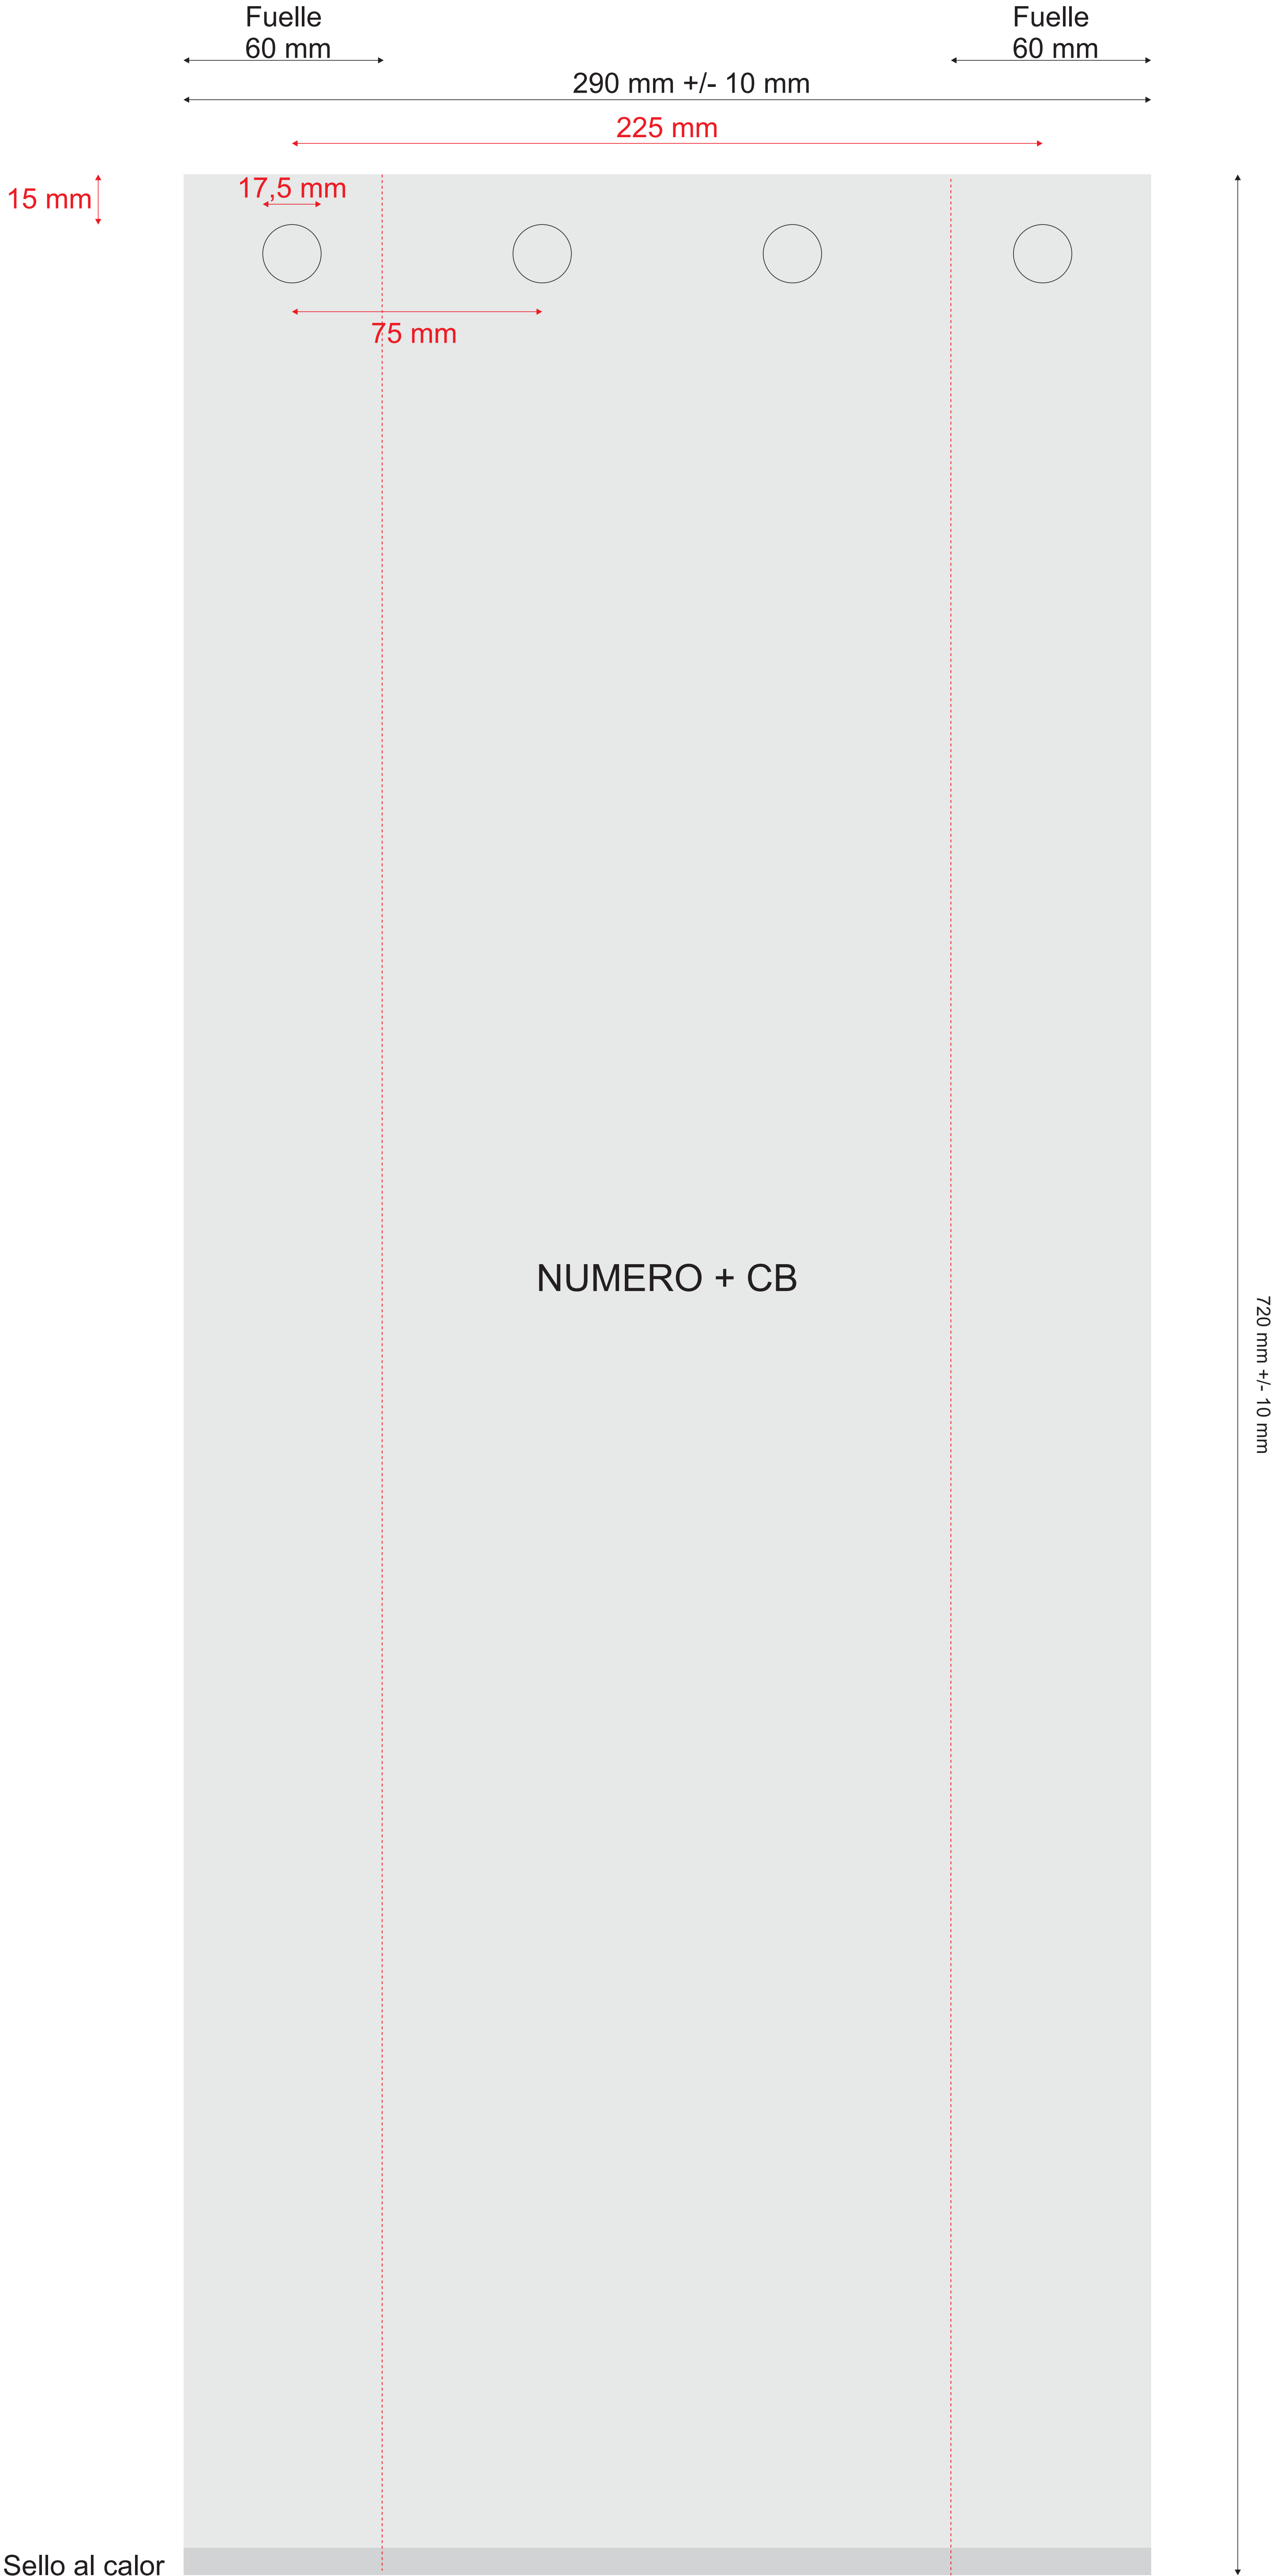 Fuelle
60 mm
Fuelle
60 mm
290 mm +/- 10 mm
225 mm
15 mm
17,5 mm
75 mm
NUMERO + CB
720 mm +/- 10 mm
Sello al calor